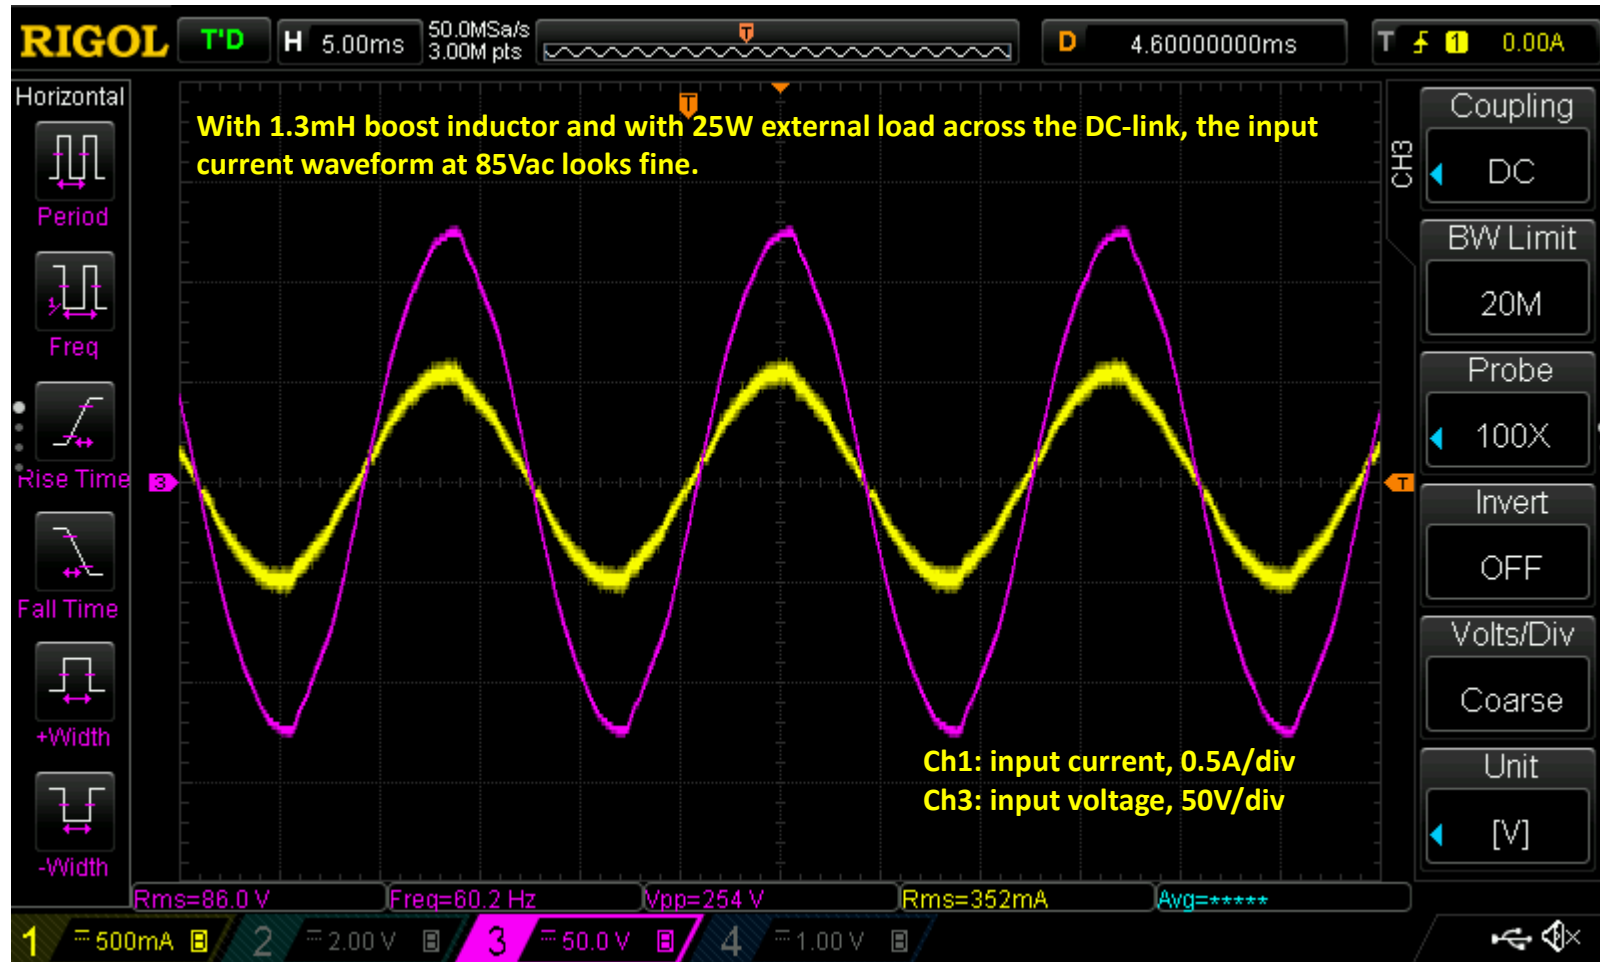 RIGOL T'D H 5.00ms 50.0MSa/s 3.00M pts T D 4.60000000ms T 1 0.00A
Horizontal
Period
Freq
Rise Time
Fall Time
+Width
-Width
T
With 1.3mH boost inductor and with 25W external load across the DC-link, the input
current waveform at 85Vac looks fine.
3
T
Ch1: input current, 0.5A/div
Ch3: input voltage, 50V/div
CH3
Coupling
DC
BW Limit
20M
Probe
100X
Invert
OFF
Volts/Div
Coarse
Unit
[V]
Rms=86.0 V Freq=60.2 Hz Vpp=254 V Rms=352mA Avg=*****
1 500mA B 2 2.00 V B 3 50.0 V B 4 1.00 V B